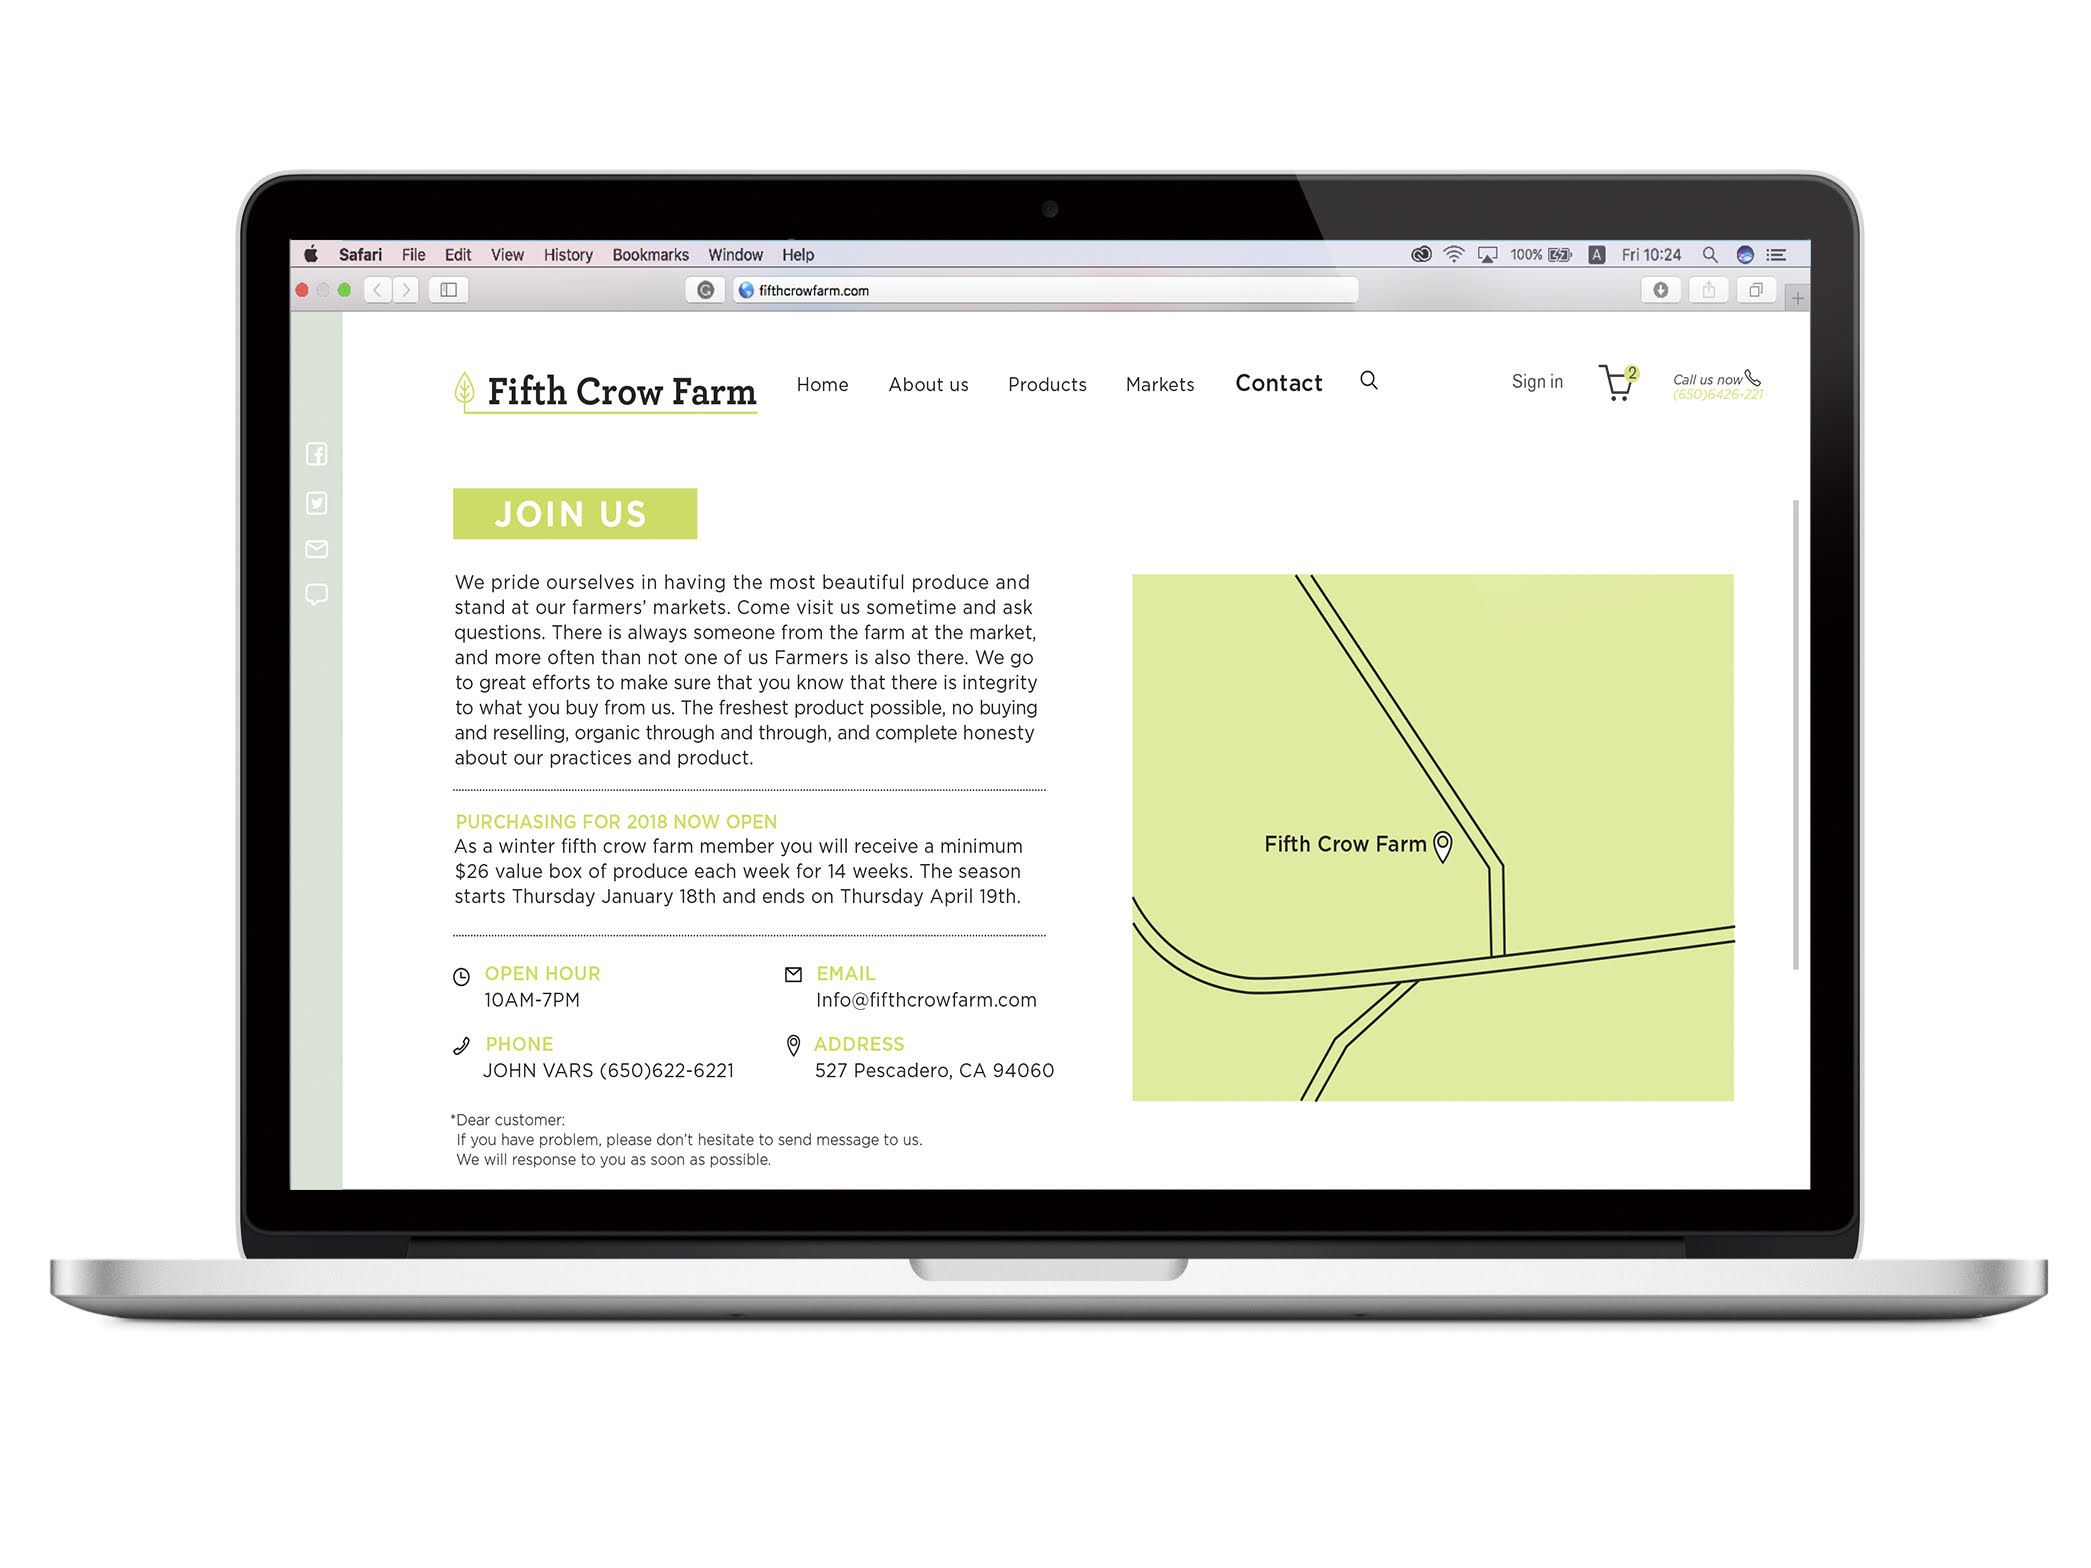 Safari File Edit View History Bookmarks Window Help 100% A Fri 10:24
fifthcrowfarm.com
Fifth Crow Farm Home About us Products Markets Contact Sign in 2 Call us now
(650)6426-221
JOIN US
We pride ourselves in having the most beautiful produce and
stand at our farmers' markets. Come visit us sometime and ask
questions. There is always someone from the farm at the market,
and more often than not one of us Farmers is also there. We go
to great efforts to make sure that you know that there is integrity
to what you buy from us. The freshest product possible, no buying
and reselling, organic through and through, and complete honesty
about our practices and product.
PURCHASING FOR 2018 NOW OPEN
As a winter fifth crow farm member you will receive a minimum
$26 value box of produce each week for 14 weeks. The season
starts Thursday January 18th and ends on Thursday April 19th.
OPEN HOUR
10AM-7PM
EMAIL
Info@fifthcrowfarm.com
PHONE
JOHN VARS (650)622-6221
ADDRESS
527 Pescadero, CA 94060
*Dear customer:
If you have problem, please don't hesitate to send message to us.
We will response to you as soon as possible.
Fifth Crow Farm